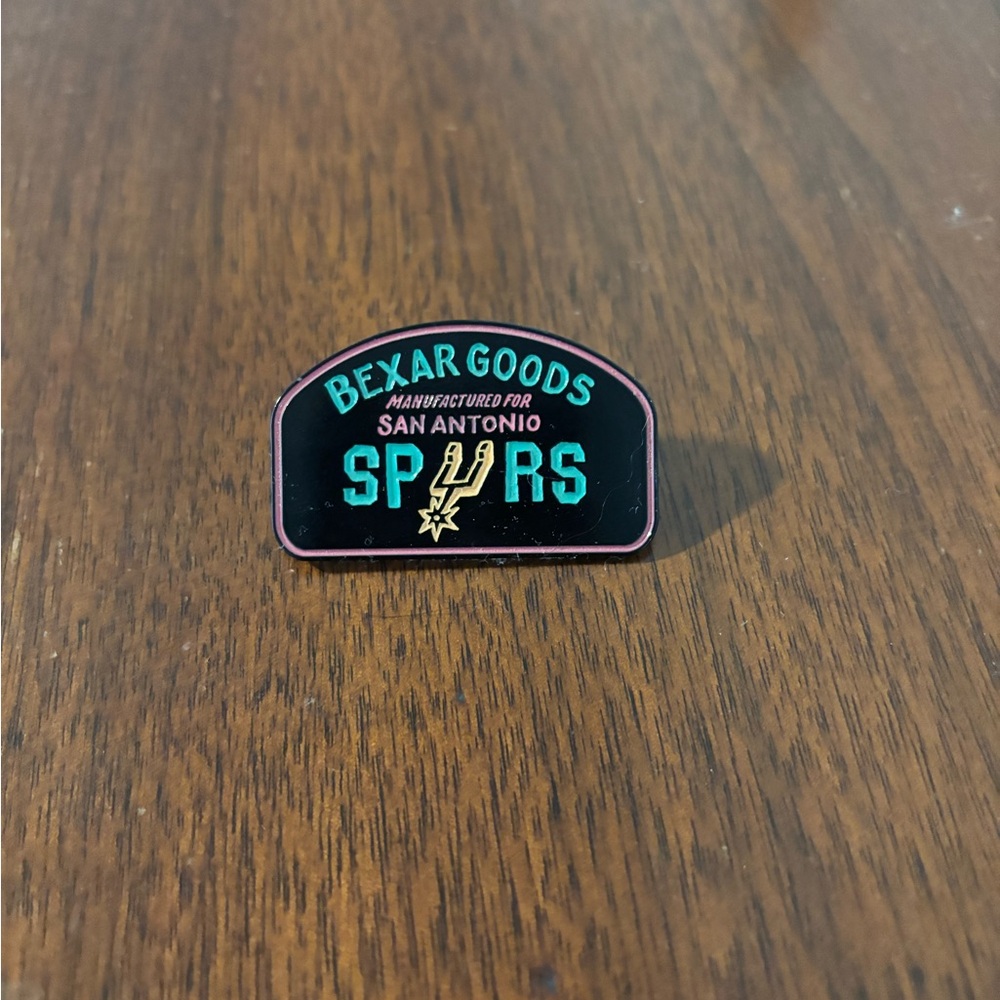 BEXAR GOODS
MANUFACTURED FOR
SAN ANTONIO
SPURS